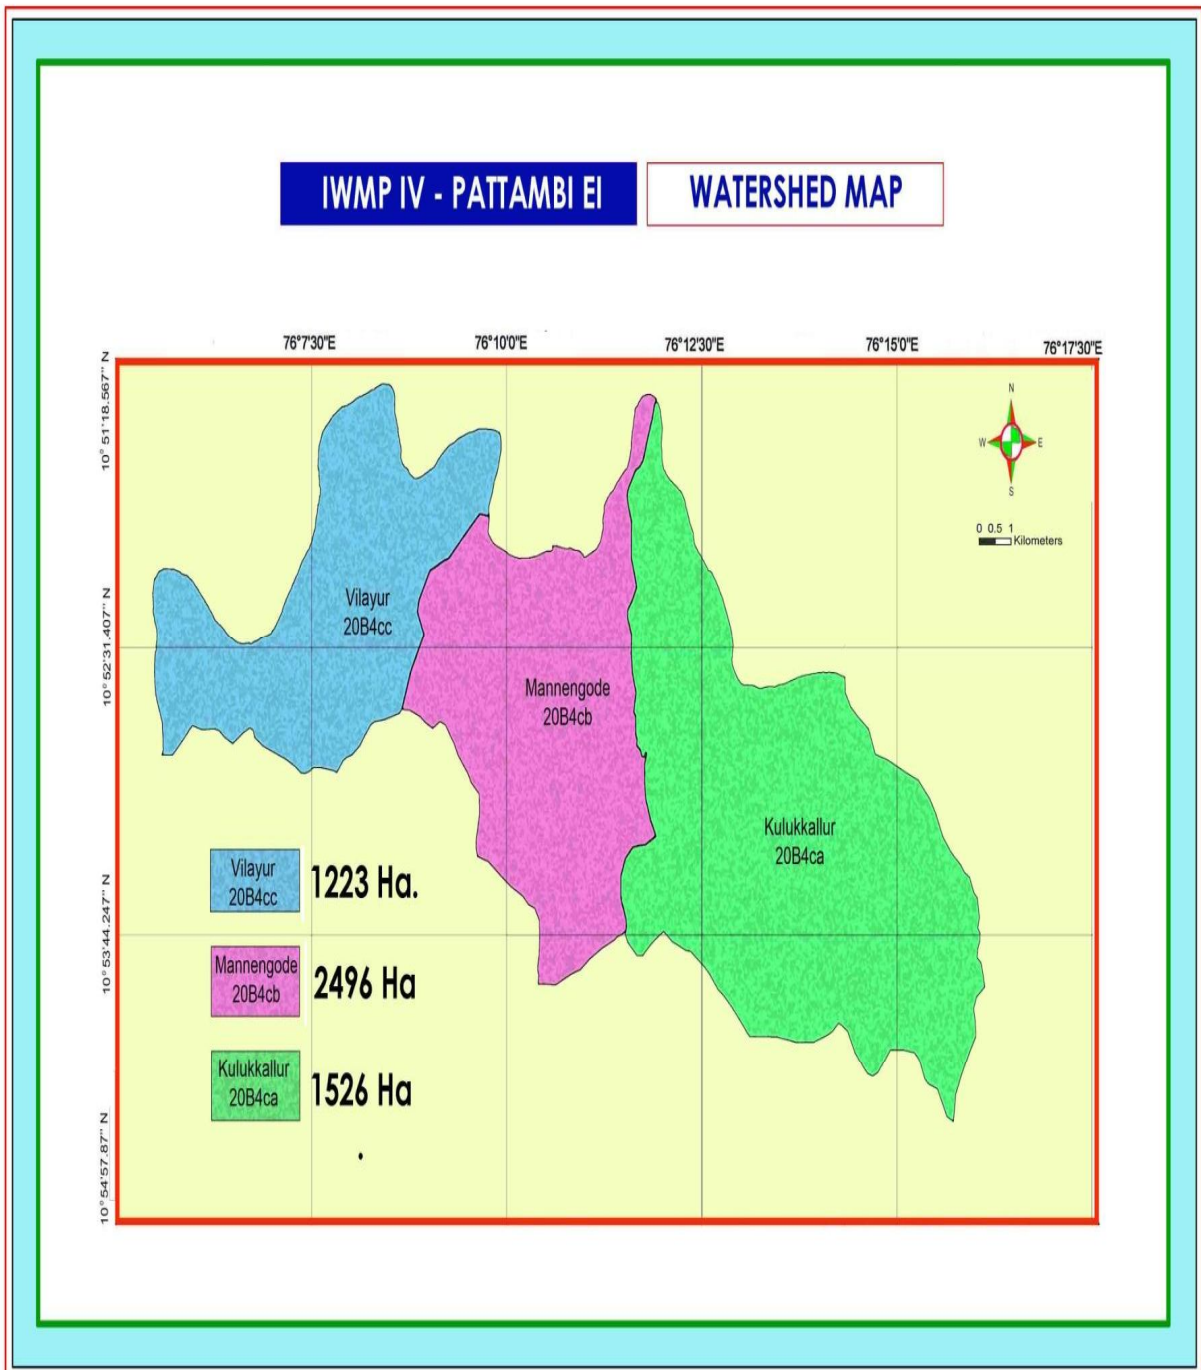 IWMP IV - PATTAMBI EI
WATERSHED MAP
76°7'30"E
76°10'0"E
76°12'30"E
76°15'0"E
76°17'30"E
10°51'18.567" N
10°52'31.407" N
10°53'44.247" N
10°54'57.87" N
N
W
E
S
0 0.5 1
Kilometers
Vilayur
20B4cc
Mannengode
20B4cb
Kulukkallur
20B4ca
Vilayur
20B4cc
1223 Ha.
Mannengode
20B4cb
2496 Ha
Kulukkallur
20B4ca
1526 Ha
.